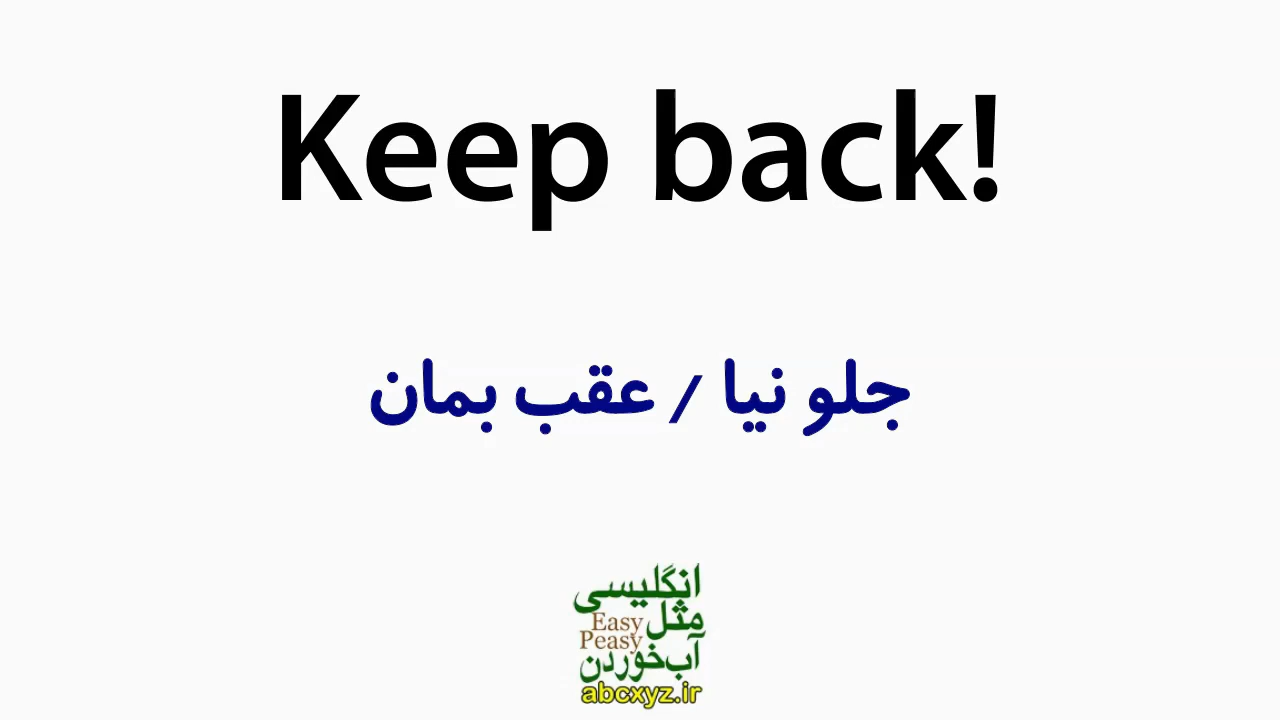 Keep back!
جلو نیا / عقب بمان
انگلیسی
مثل
Easy
Peasy
آب‌خوردن
abcxyz.ir